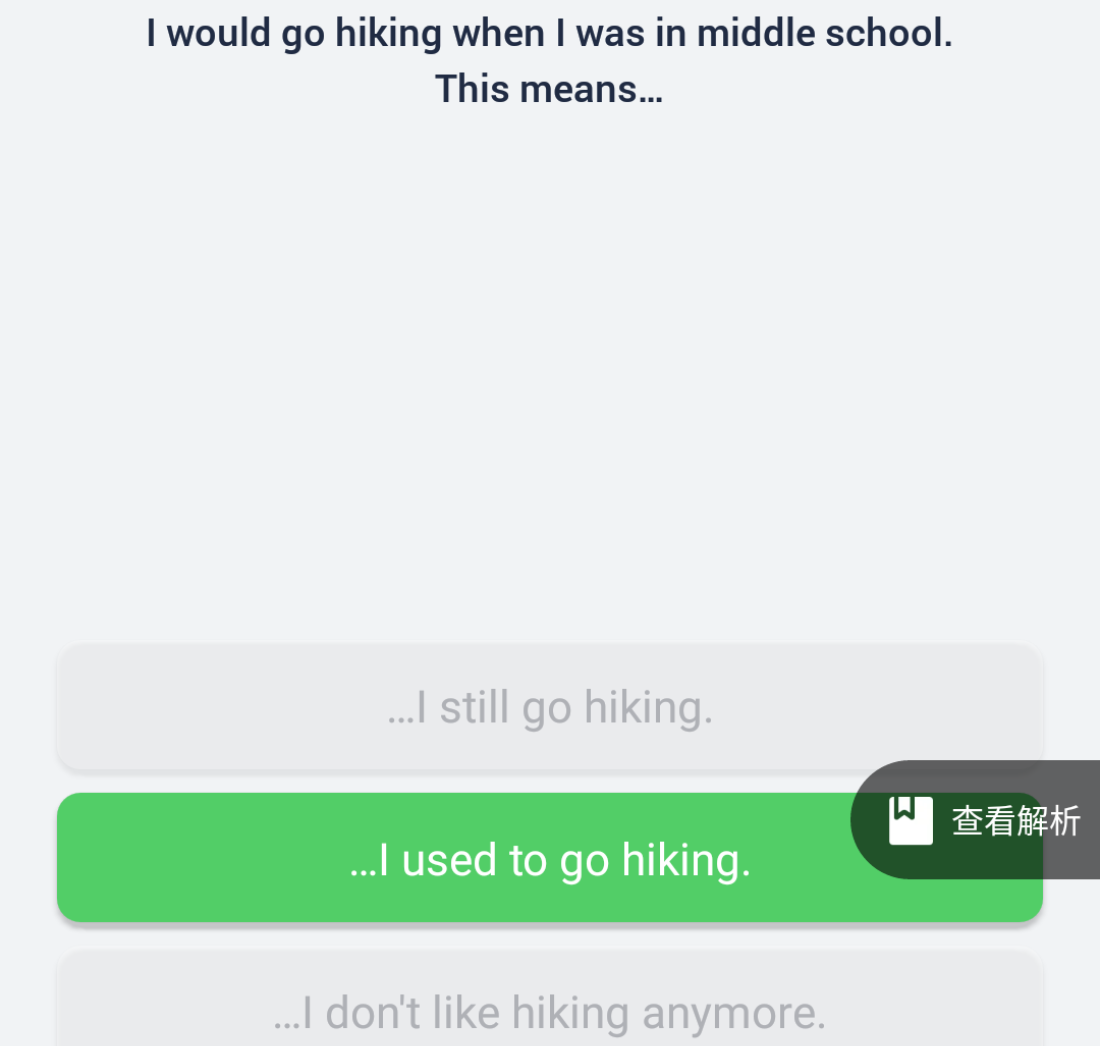 I would go hiking when I was in middle school.
This means…
…I still go hiking.
…I used to go hiking.
查看解析
…I don't like hiking anymore.